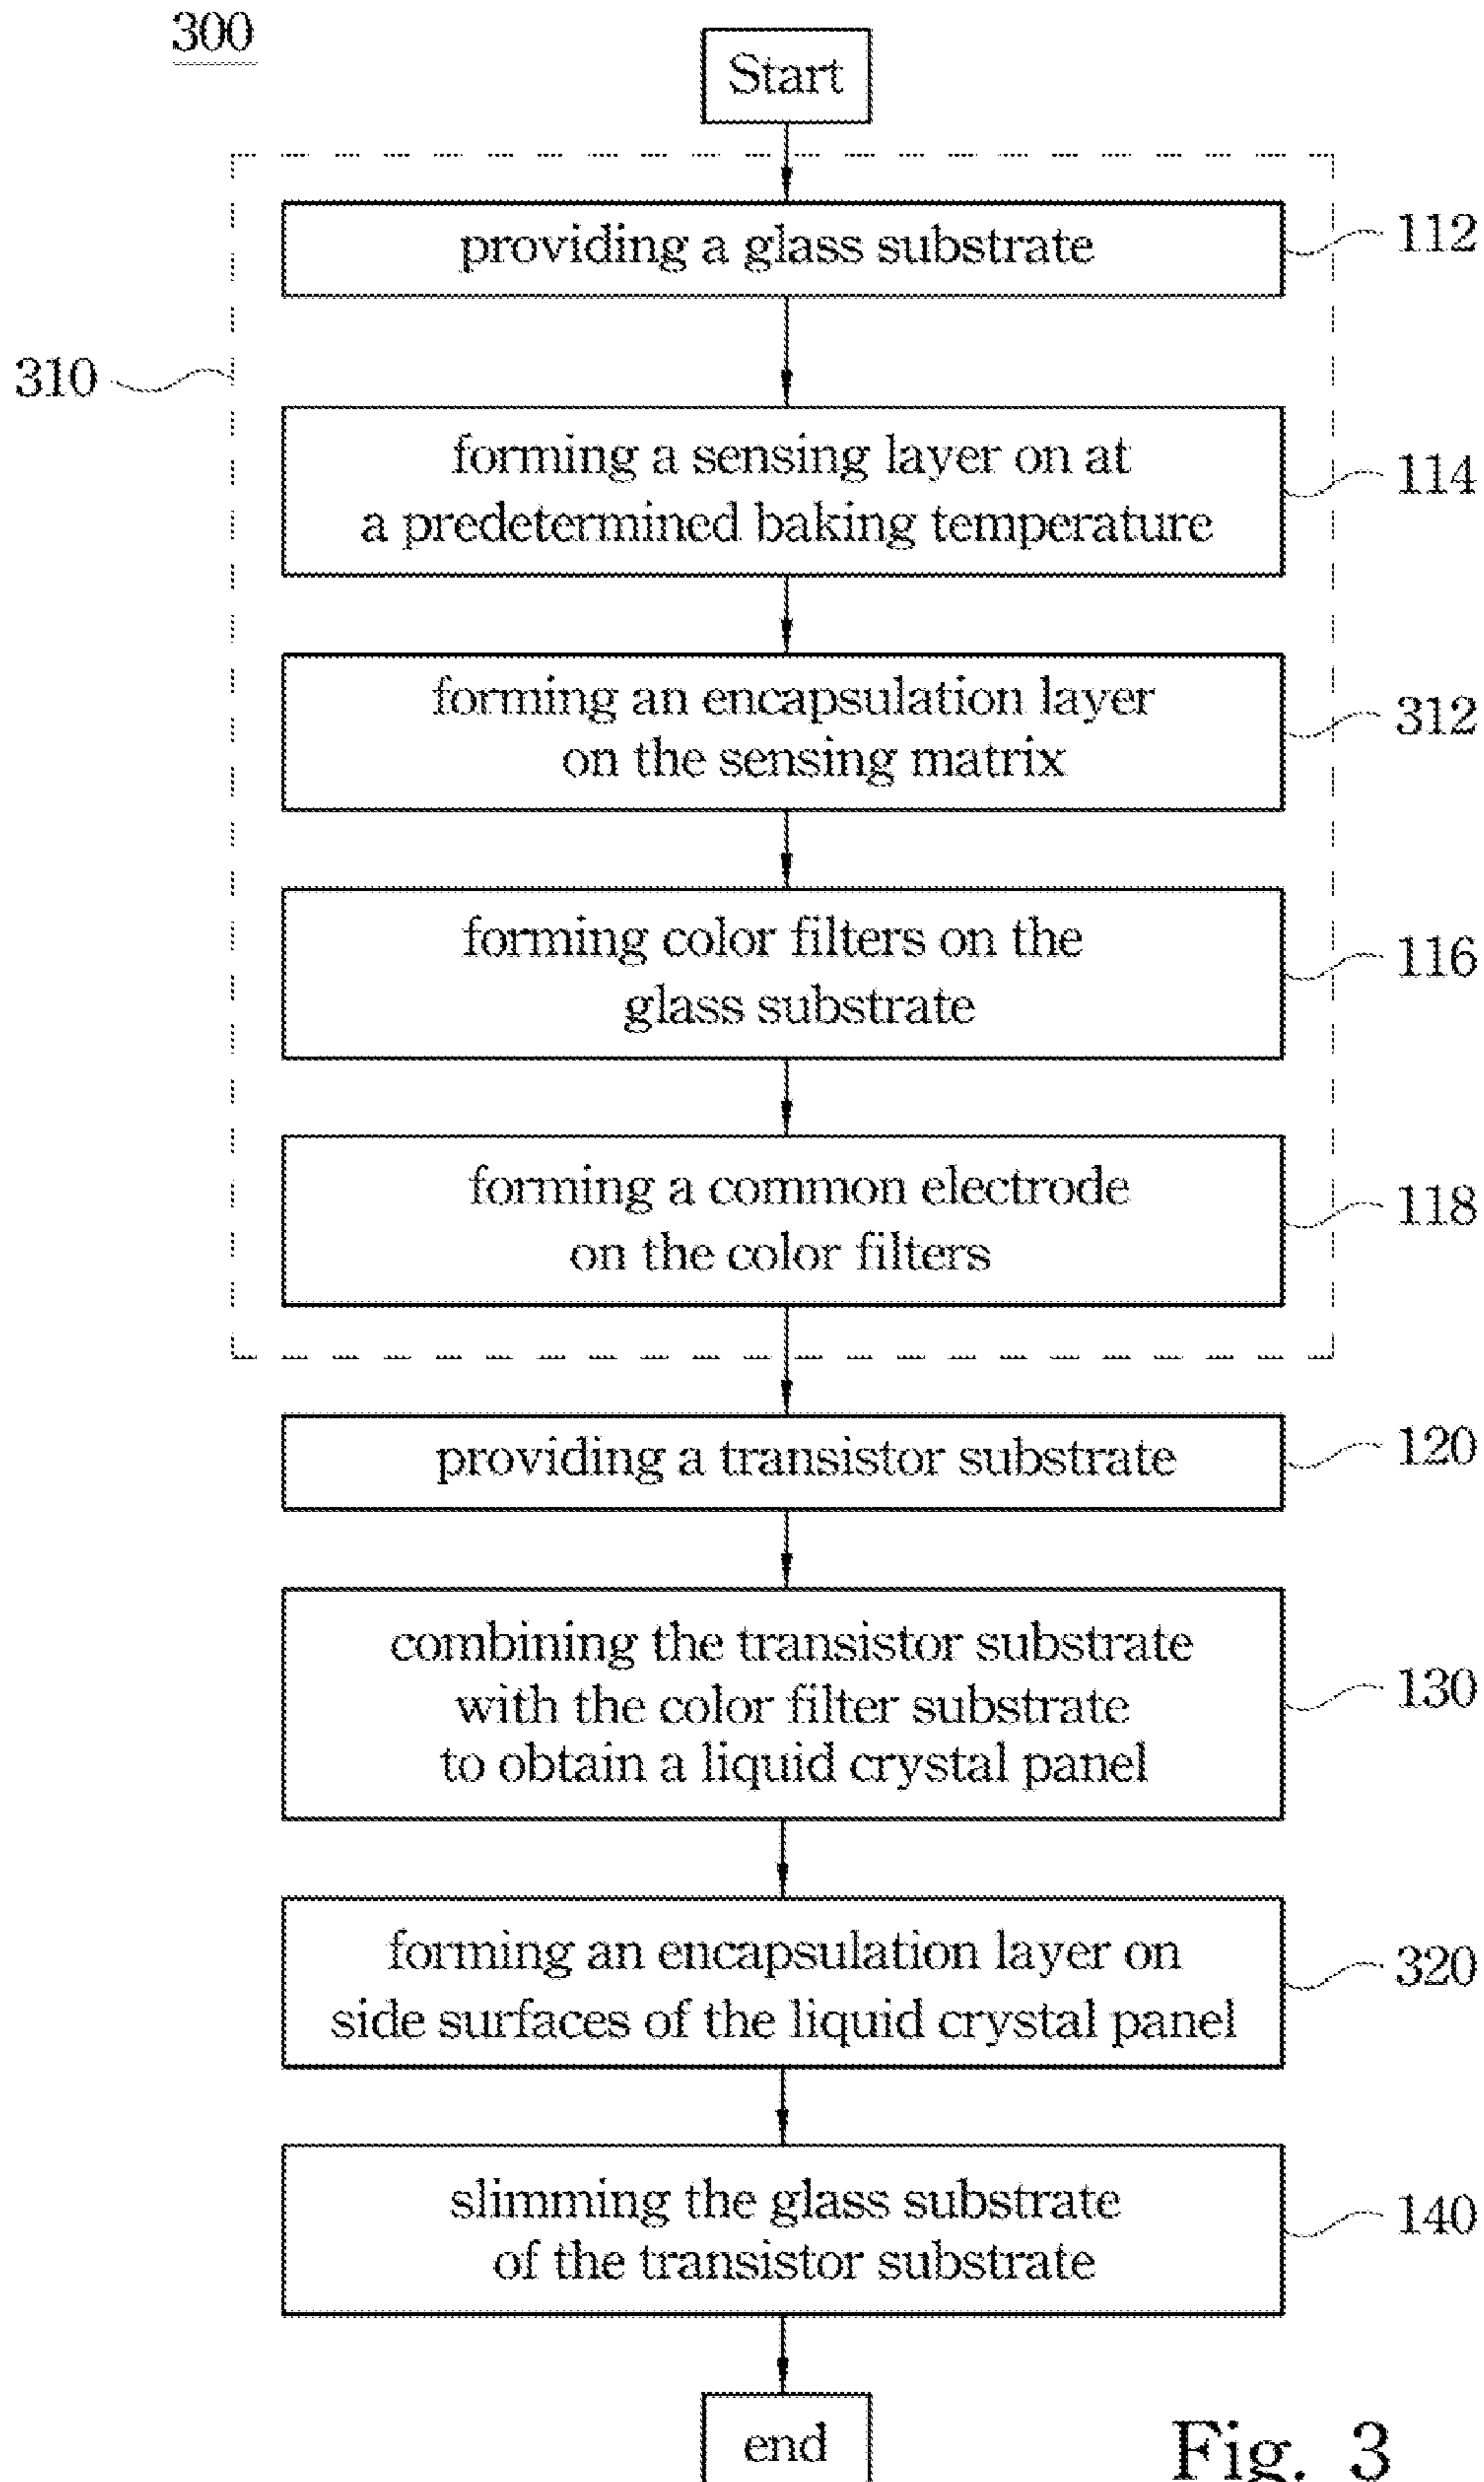 300
Start
providing a glass substrate
112
310
forming a sensing layer on at
a predetermined baking temperature
114
forming an encapsulation layer
on the sensing matrix
312
forming color filters on the
glass substrate
116
forming a common electrode
on the color filters
118
providing a transistor substrate
120
combining the transistor substrate
with the color filter substrate
to obtain a liquid crystal panel
130
forming an encapsulation layer on
side surfaces of the liquid crystal panel
320
slimming the glass substrate
of the transistor substrate
140
end
Fig. 3